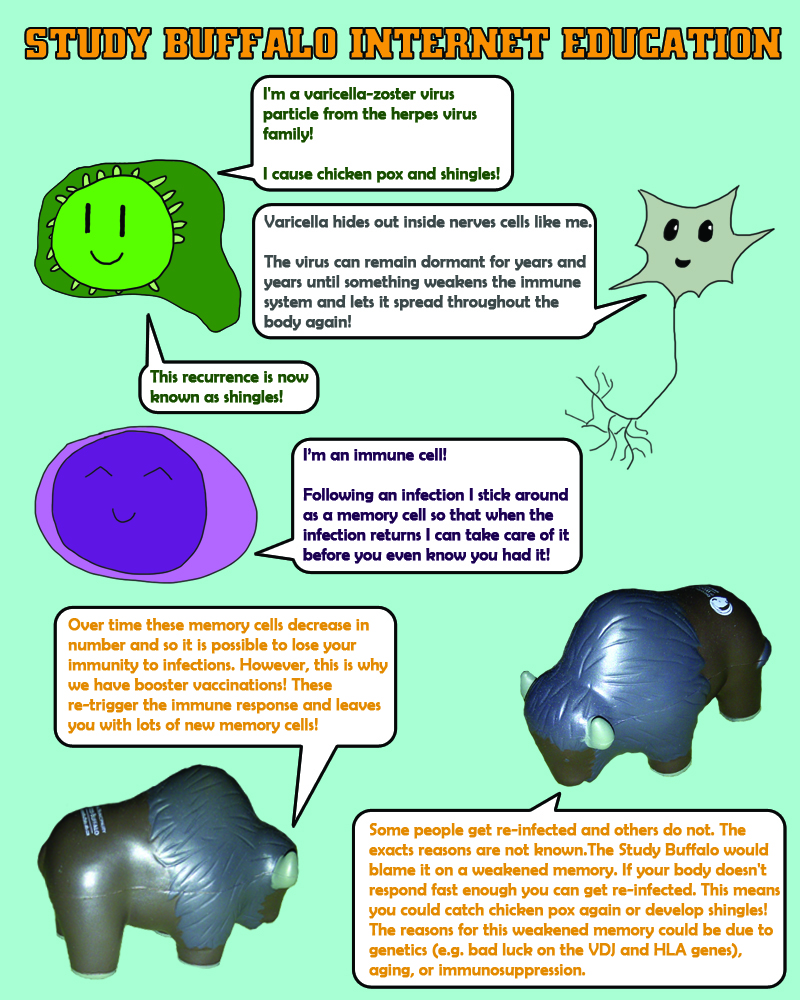 STUDY BUFFALO INTERNET EDUCATION
I'm a varicella-zoster virus
particle from the herpes virus
family!
I cause chicken pox and shingles!
Varicella hides out inside nerves cells like me.
The virus can remain dormant for years and
years until something weakens the immune
system and lets it spread throughout the
body again!
This recurrence is now
known as shingles!
I'm an immune cell!
Following an infection I stick around
as a memory cell so that when the
infection returns I can take care of it
before you even know you had it!
Over time these memory cells decrease in
number and so it is possible to lose your
immunity to infections. However, this is why
we have booster vaccinations! These
re-trigger the immune response and leaves
you with lots of new memory cells!
Some people get re-infected and others do not. The
exacts reasons are not known.The Study Buffalo would
blame it on a weakened memory. If your body doesn't
respond fast enough you can get re-infected. This means
you could catch chicken pox again or develop shingles!
The reasons for this weakened memory could be due to
genetics (e.g. bad luck on the VDJ and HLA genes),
aging, or immunosuppression.